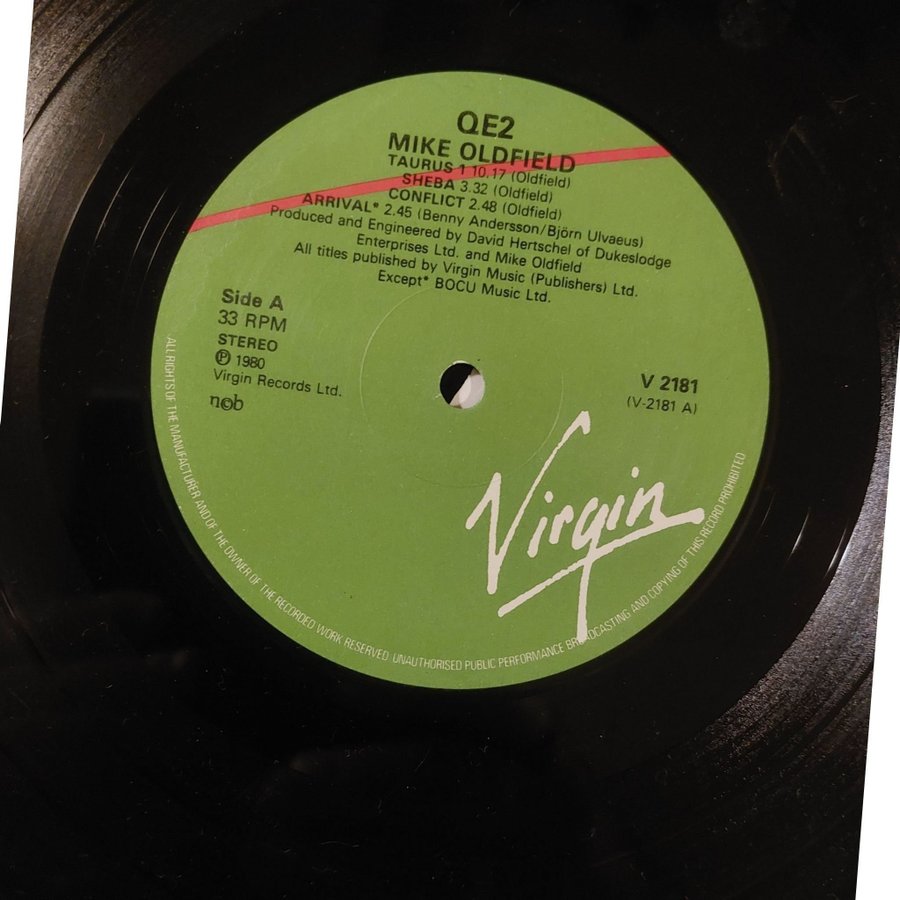 QE2
MIKE OLDFIELD
TAURUS 1 10.17 (Oldfield)
SHEBA 3.32 (Oldfield)
CONFLICT 2.48 (Oldfield)
ARRIVAL* 2.45 (Benny Andersson/Björn Ulvaeus)
Produced and Engineered by David Hertschel of Dukeslodge
Enterprises Ltd. and Mike Oldfield
All titles published by Virgin Music (Publishers) Ltd.
Except* BOCU Music Ltd.
Side A
33 RPM
STEREO
Ⓟ 1980
Virgin Records Ltd.
n©b
V 2181
(V-2181 A)
Virgin
ALL RIGHTS OF THE MANUFACTURER AND OF THE OWNER OF THE RECORDED WORK RESERVED UNAUTHORISED PUBLIC PERFORMANCE BROADCASTING AND COPYING OF THIS RECORD PROHIBITED